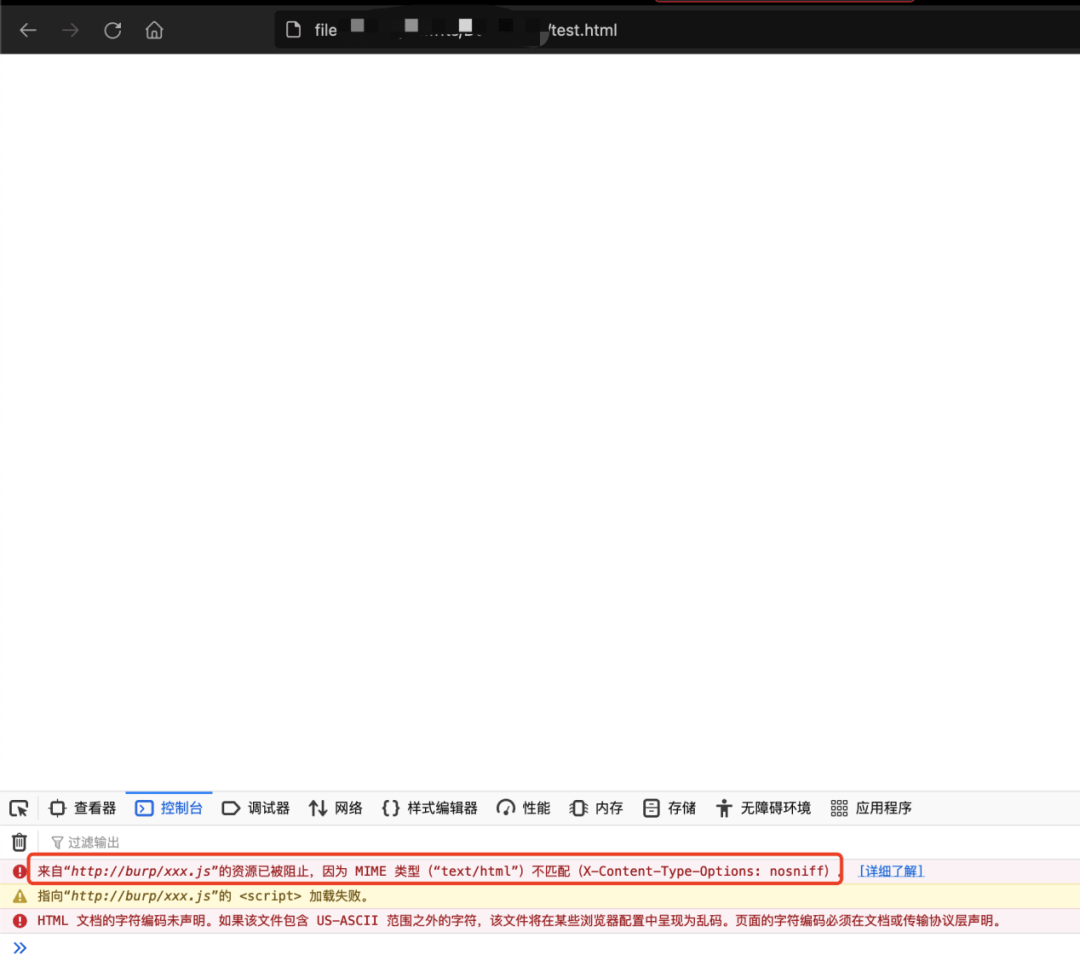 file /test.html
查看器 控制台 调试器 网络 {} 样式编辑器 性能 内存 存储 无障碍环境 应用程序
过滤输出
来自“http://burp/xxx.js”的资源已被阻止，因为 MIME 类型（“text/html”）不匹配（X-Content-Type-Options: nosniff） [详细了解]
指向“http://burp/xxx.js”的 <script> 加载失败。
HTML 文档的字符编码未声明。如果该文件包含 US-ASCII 范围之外的字符，该文件将在某些浏览器配置中呈现为乱码。页面的字符编码必须在文档或传输协议层声明。